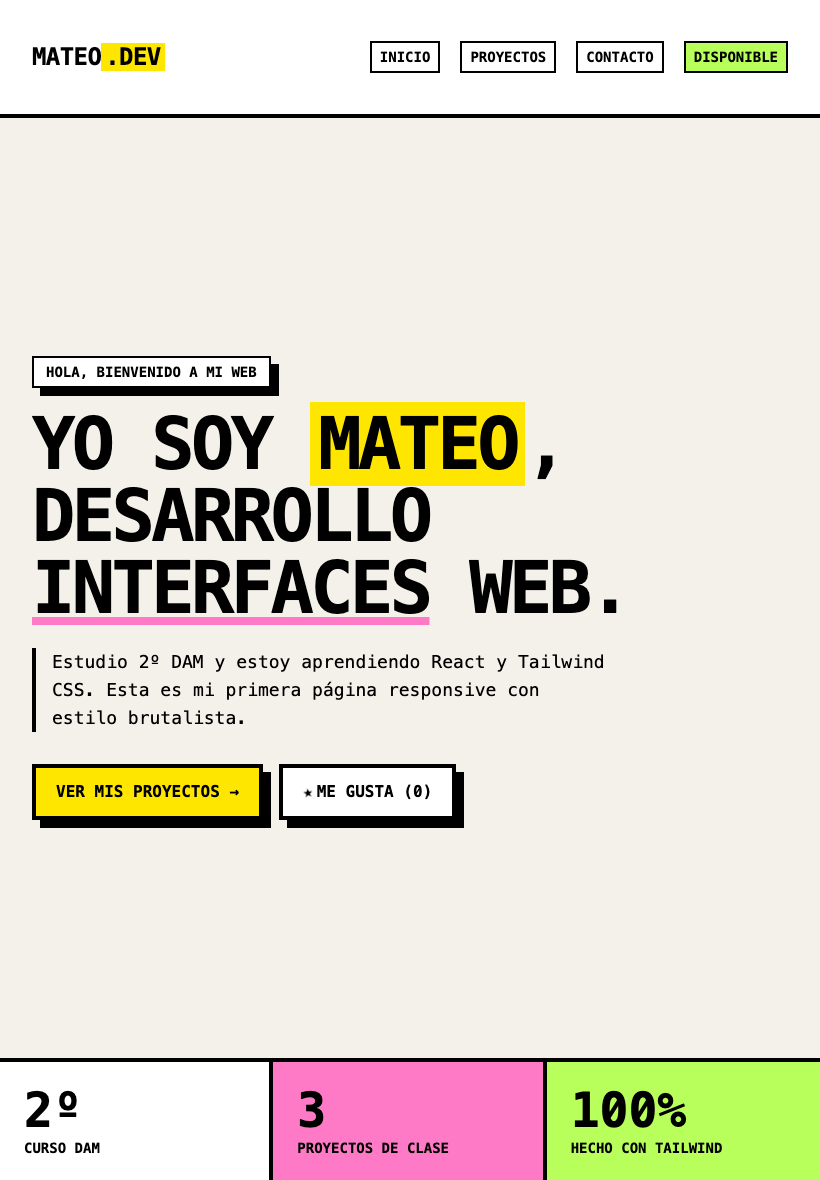 MATEO.DEV
INICIO
PROYECTOS
CONTACTO
DISPONIBLE
HOLA, BIENVENIDO A MI WEB
YO SOY MATEO,
DESARROLLO
INTERFACES WEB.
Estudio 2º DAM y estoy aprendiendo React y Tailwind
CSS. Esta es mi primera página responsive con
estilo brutalista.
VER MIS PROYECTOS →
★ ME GUSTA (0)
2º
CURSO DAM
3
PROYECTOS DE CLASE
100%
HECHO CON TAILWIND